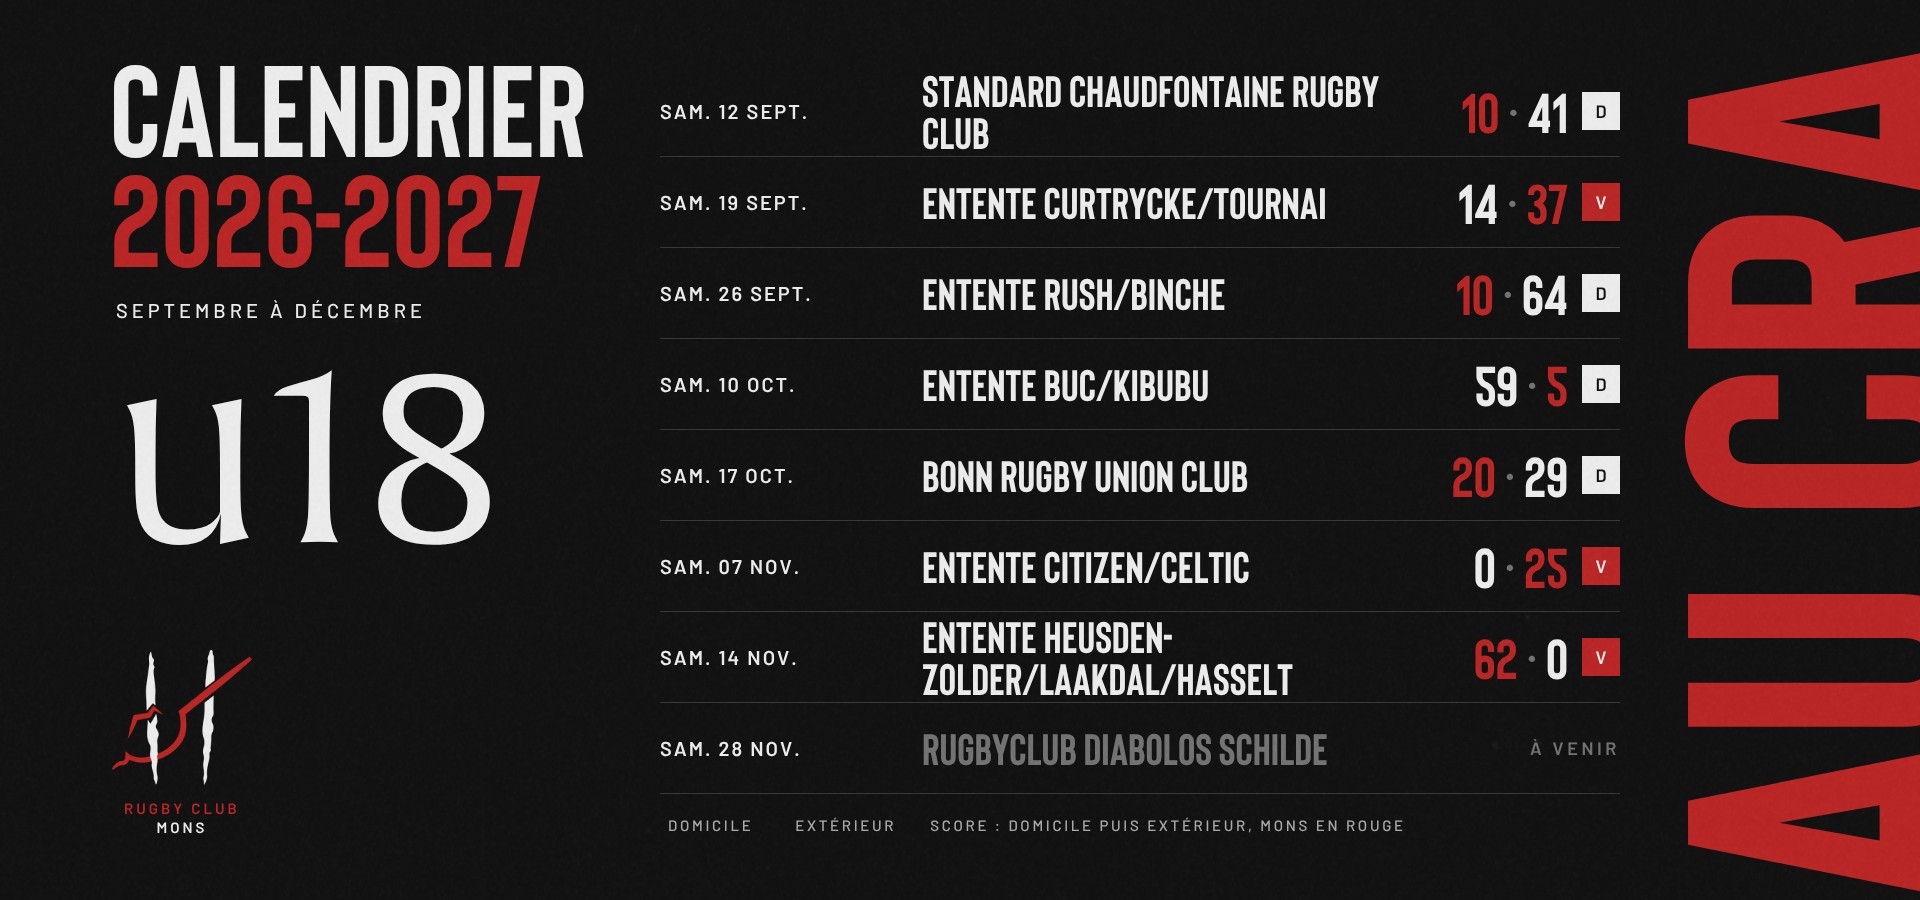 CALENDRIER
2026-2027
SEPTEMBRE À DÉCEMBRE
u18
RUGBY CLUB
MONS
SAM. 12 SEPT. STANDARD CHAUDFONTAINE RUGBY
CLUB 10 · 41 D
SAM. 19 SEPT. ENTENTE CURTRYCKE/TOURNAI 14 · 37 V
SAM. 26 SEPT. ENTENTE RUSH/BINCHE 10 · 64 D
SAM. 10 OCT. ENTENTE BUC/KIBUBU 59 · 5 D
SAM. 17 OCT. BONN RUGBY UNION CLUB 20 · 29 D
SAM. 07 NOV. ENTENTE CITIZEN/CELTIC 0 · 25 V
SAM. 14 NOV. ENTENTE HEUSDEN-
ZOLDER/LAAKDAL/HASSELT 62 · 0 V
SAM. 28 NOV. RUGBYCLUB DIABOLOS SCHILDE À VENIR
DOMICILE EXTÉRIEUR SCORE : DOMICILE PUIS EXTÉRIEUR, MONS EN ROUGE
AU CRA